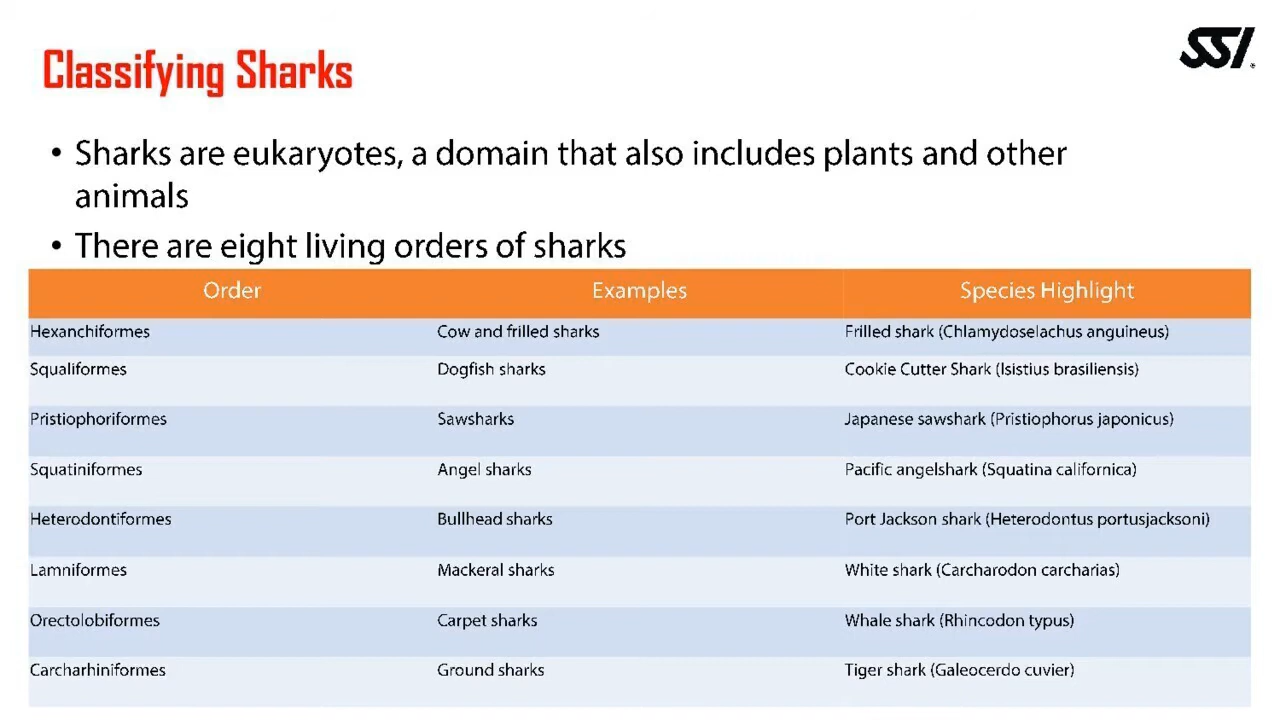 SSI
Classifying Sharks
• Sharks are eukaryotes, a domain that also includes plants and other
animals
• There are eight living orders of sharks
Order Examples Species Highlight
Hexanchiformes Cow and frilled sharks Frilled shark (Chlamydoselachus anguineus)
Squaliformes Dogfish sharks Cookie Cutter Shark (Isistius brasiliensis)
Pristiophoriformes Sawsharks Japanese sawshark (Pristiophorus japonicus)
Squatiniformes Angel sharks Pacific angelshark (Squatina californica)
Heterodontiformes Bullhead sharks Port Jackson shark (Heterodontus portusjacksoni)
Lamniformes Mackeral sharks White shark (Carcharodon carcharias)
Orectolobiformes Carpet sharks Whale shark (Rhincodon typus)
Carcharhiniformes Ground sharks Tiger shark (Galeocerdo cuvier)